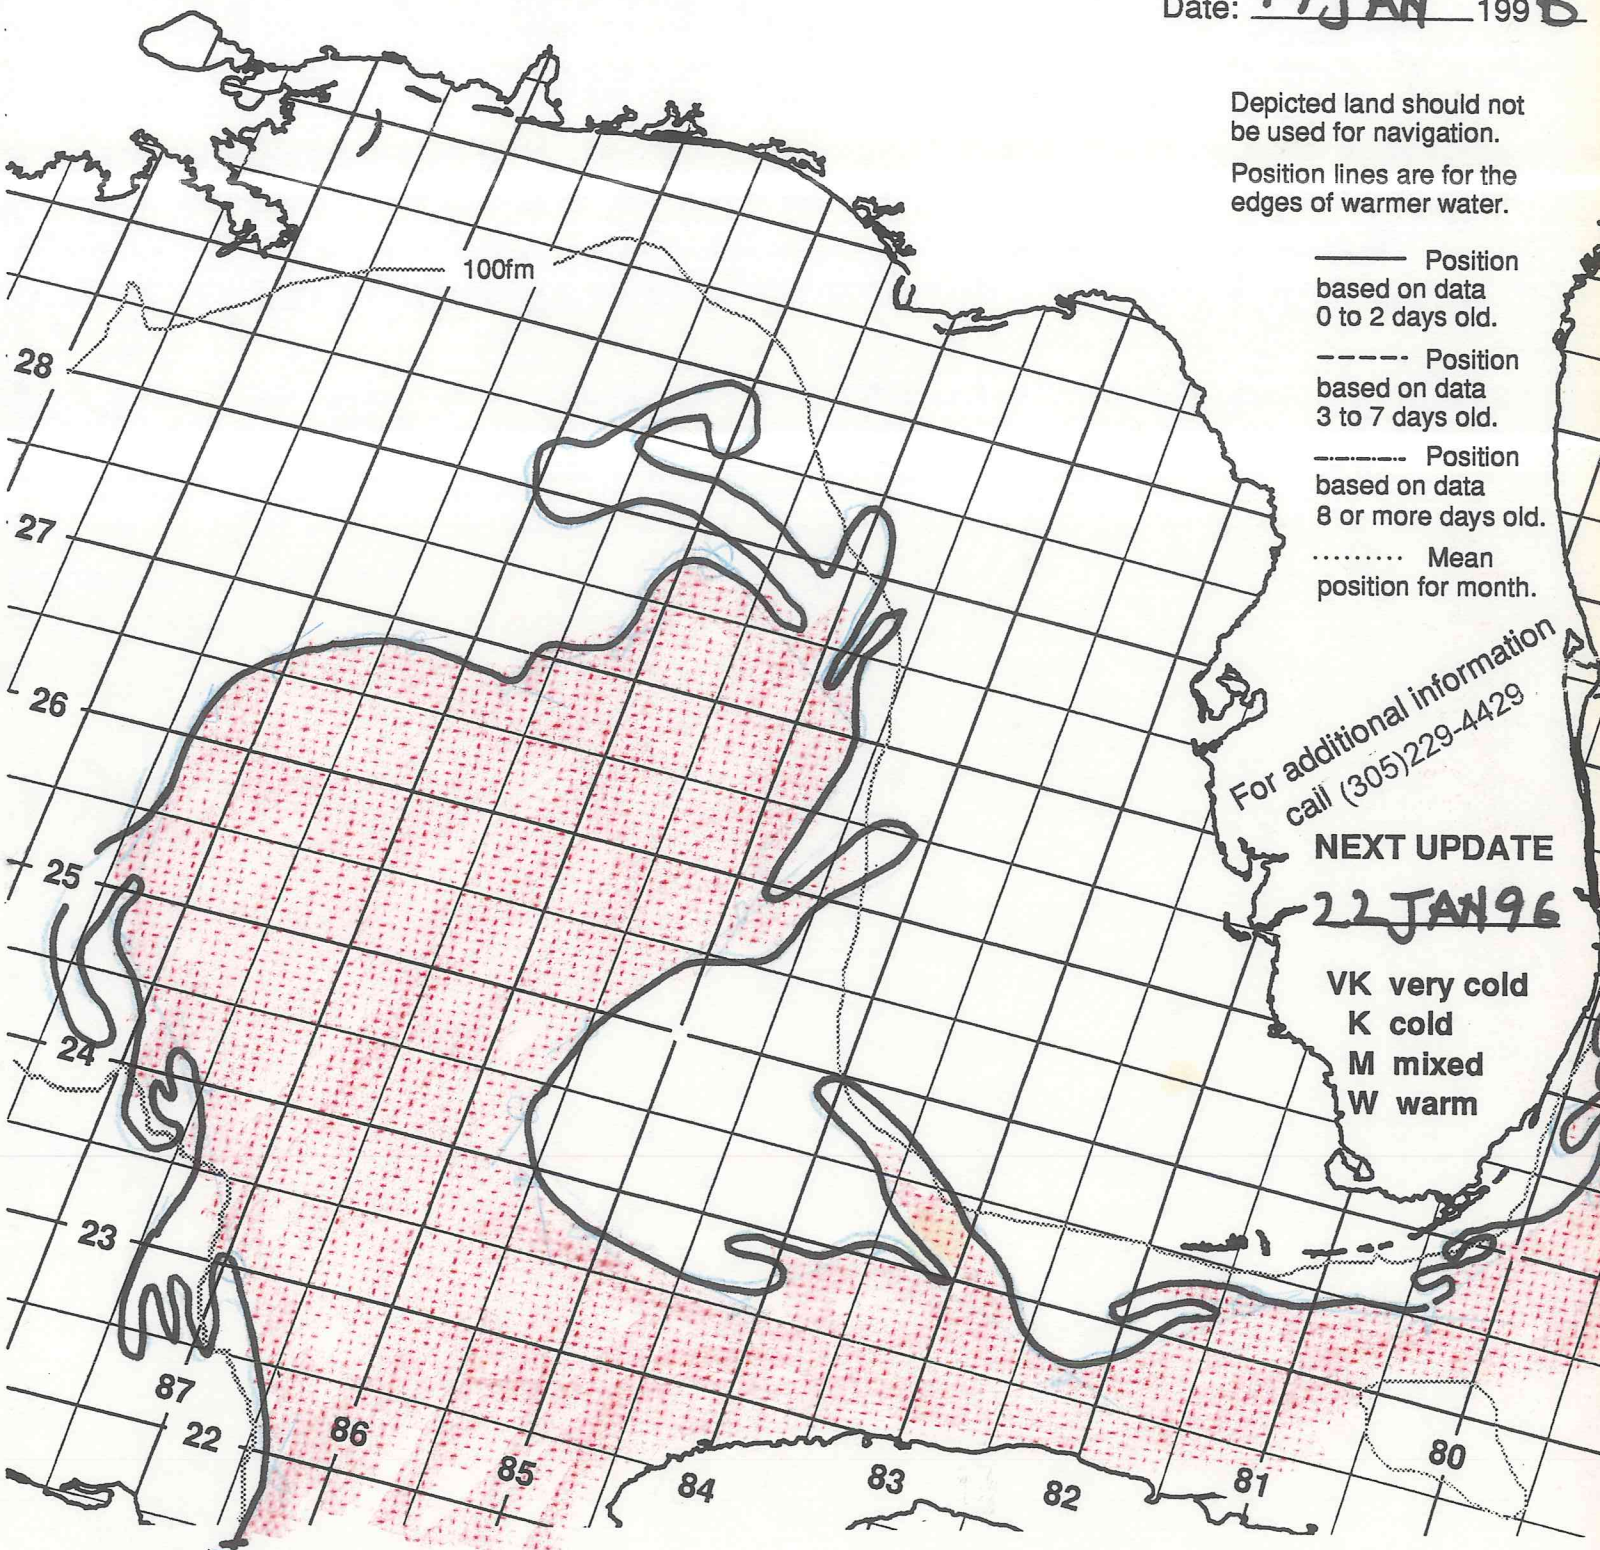 Date: JAN 199
Depicted land should not
be used for navigation.
Position lines are for the
edges of warmer water.
Position
based on data
0 to 2 days old.
Position
based on data
3 to 7 days old.
Position
based on data
8 or more days old.
Mean
position for month.
For additional information
call (305)229-4429
NEXT UPDATE
22 JAN 96
VK very cold
K cold
M mixed
W warm
100fm
28
27
26
25
24
23
87
22
86
85
84
83
82
81
80